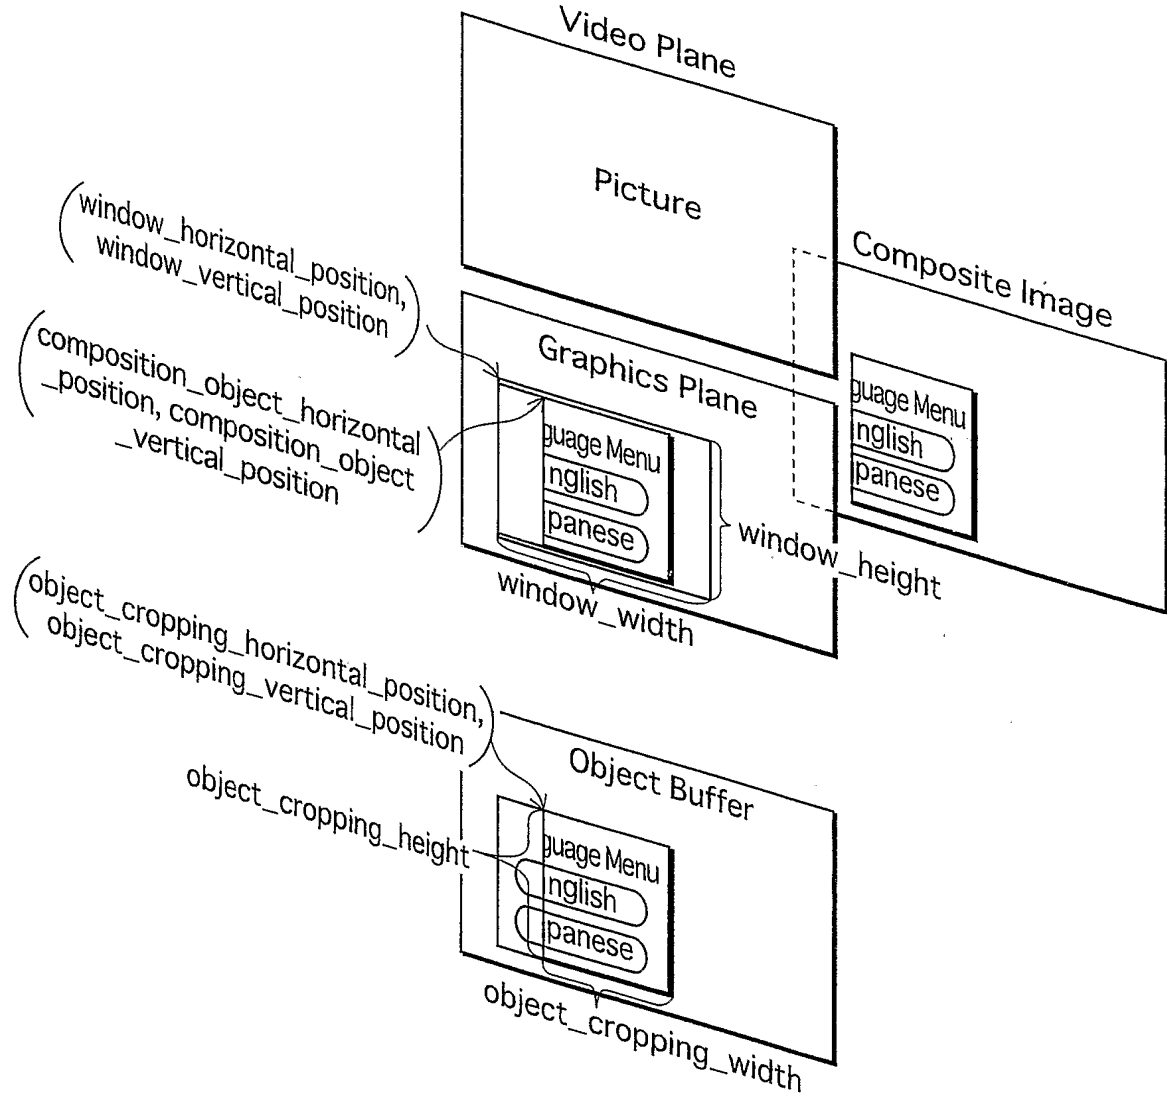 Video Plane
Picture
(window_horizontal_position,
window_vertical_position)
Composite Image
(composition_object_horizontal
_position, composition_object
_vertical_position)
Graphics Plane
guage Menu
nglish
panese
guage Menu
nglish
panese
window_height
window_width
(object_cropping_horizontal_position,
object_cropping_vertical_position)
Object Buffer
object_cropping_height
guage Menu
nglish
panese
object_cropping_width